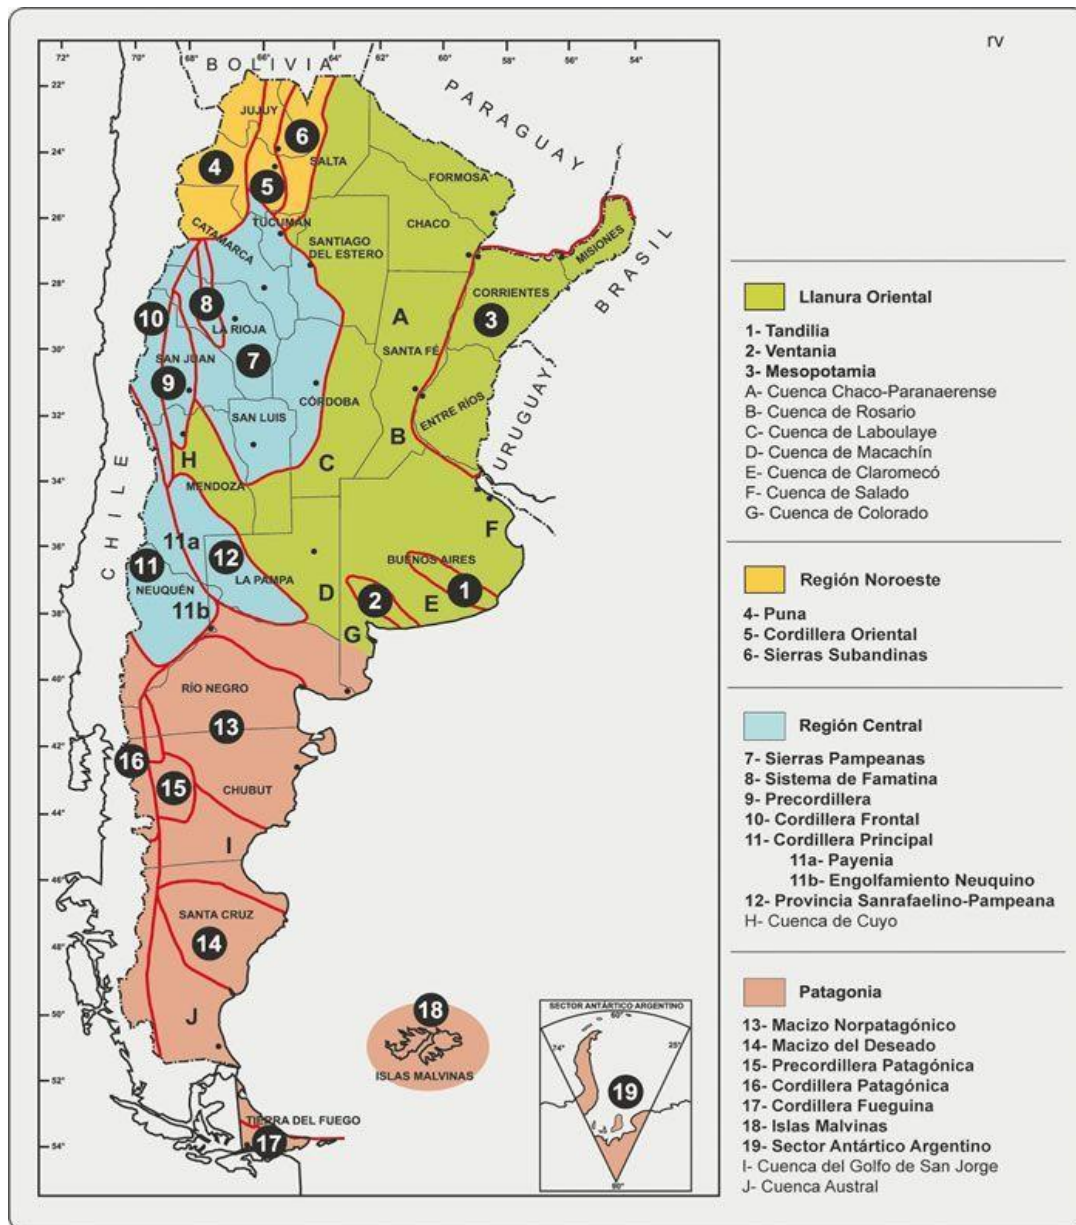 rv
72°
70°
68°
66°
64°
62°
60°
58°
56°
54°
BOLIVIA
PARAGUAY
BRASIL
URUGUAY
CHILE
22°
24°
26°
28°
30°
32°
34°
36°
38°
40°
42°
44°
46°
48°
50°
52°
54°
JUJUY
6
4
SALTA
5
FORMOSA
TUCUMÁN
CHACO
CATAMARCA
SANTIAGO
DEL ESTERO
MISIONES
8
CORRIENTES
10
LA RIOJA
A
3
SAN JUAN
7
SANTA FÉ
9
SAN LUIS
CÓRDOBA
ENTRE RÍOS
B
H
C
MENDOZA
F
11a
11
12
BUENOS AIRES
NEUQUÉN
LA PAMPA
1
D
2
E
11b
G
RÍO NEGRO
13
16
15
CHUBUT
I
SANTA CRUZ
14
J
18
ISLAS MALVINAS
TIERRA DEL FUEGO
17
SECTOR ANTÁRTICO ARGENTINO
60°
74°
25°
19
90°
Llanura Oriental
1- Tandilia
2- Ventania
3- Mesopotamia
A- Cuenca Chaco-Paranaerense
B- Cuenca de Rosario
C- Cuenca de Laboulaye
D- Cuenca de Macachín
E- Cuenca de Claromecó
F- Cuenca de Salado
G- Cuenca de Colorado
Región Noroeste
4- Puna
5- Cordillera Oriental
6- Sierras Subandinas
Región Central
7- Sierras Pampeanas
8- Sistema de Famatina
9- Precordillera
10- Cordillera Frontal
11- Cordillera Principal
11a- Payenia
11b- Engolfamiento Neuquino
12- Provincia Sanrafaelino-Pampeana
H- Cuenca de Cuyo
Patagonia
13- Macizo Norpatagónico
14- Macizo del Deseado
15- Precordillera Patagónica
16- Cordillera Patagónica
17- Cordillera Fueguina
18- Islas Malvinas
19- Sector Antártico Argentino
I- Cuenca del Golfo de San Jorge
J- Cuenca Austral